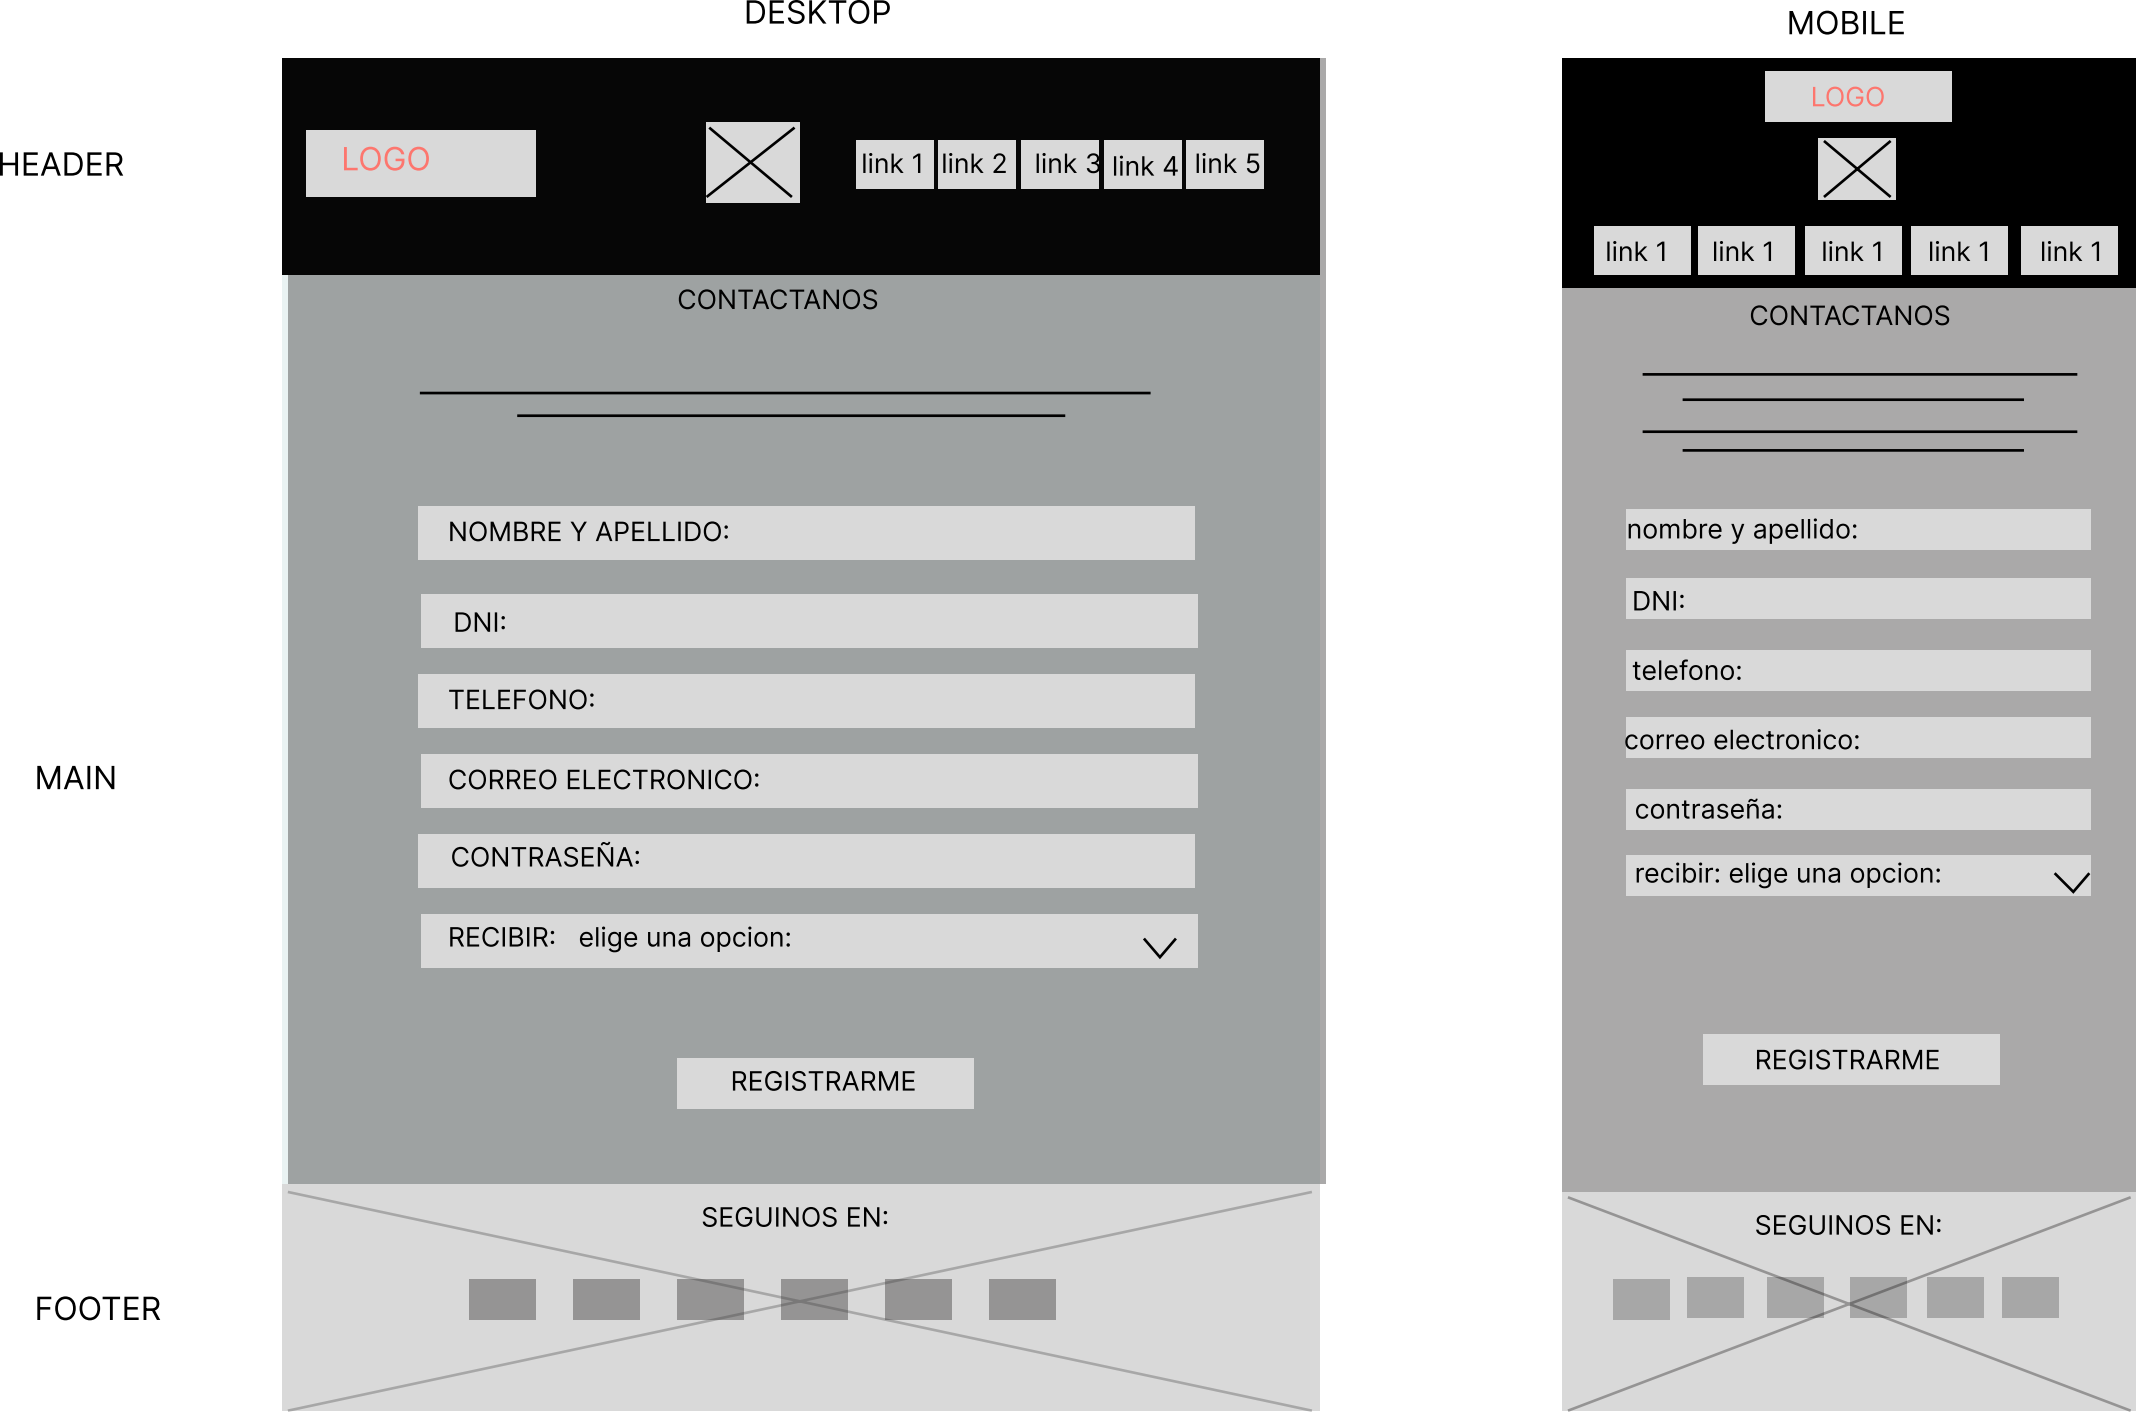 DESKTOP
MOBILE
HEADER
LOGO
link 1
link 2
link 3
link 4
link 5
CONTACTANOS
MAIN
NOMBRE Y APELLIDO:
DNI:
TELEFONO:
CORREO ELECTRONICO:
CONTRASEÑA:
RECIBIR: elige una opcion:
REGISTRARME
FOOTER
SEGUINOS EN:
LOGO
link 1
link 1
link 1
link 1
link 1
CONTACTANOS
nombre y apellido:
DNI:
telefono:
correo electronico:
contraseña:
recibir: elige una opcion:
REGISTRARME
SEGUINOS EN: